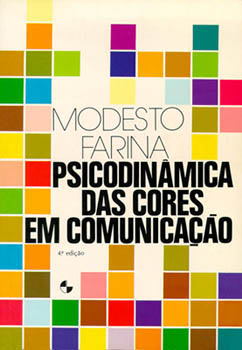 MODESTO
FARINA
PSICODINÂMICA
DAS CORES
EM COMUNICAÇÃO
4ª edição